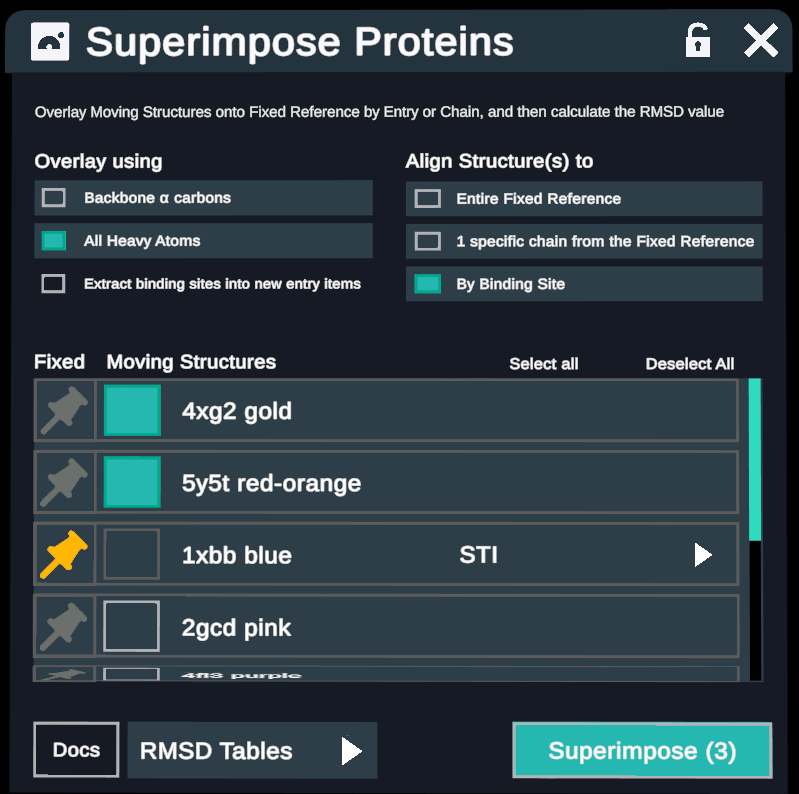 Superimpose Proteins
Overlay Moving Structures onto Fixed Reference by Entry or Chain, and then calculate the RMSD value
Overlay using
Backbone α carbons
All Heavy Atoms
Extract binding sites into new entry items
Align Structure(s) to
Entire Fixed Reference
1 specific chain from the Fixed Reference
By Binding Site
Fixed Moving Structures Select all Deselect All
4xg2 gold
5y5t red-orange
1xbb blue STI
2gcd pink
purple
Docs RMSD Tables Superimpose (3)